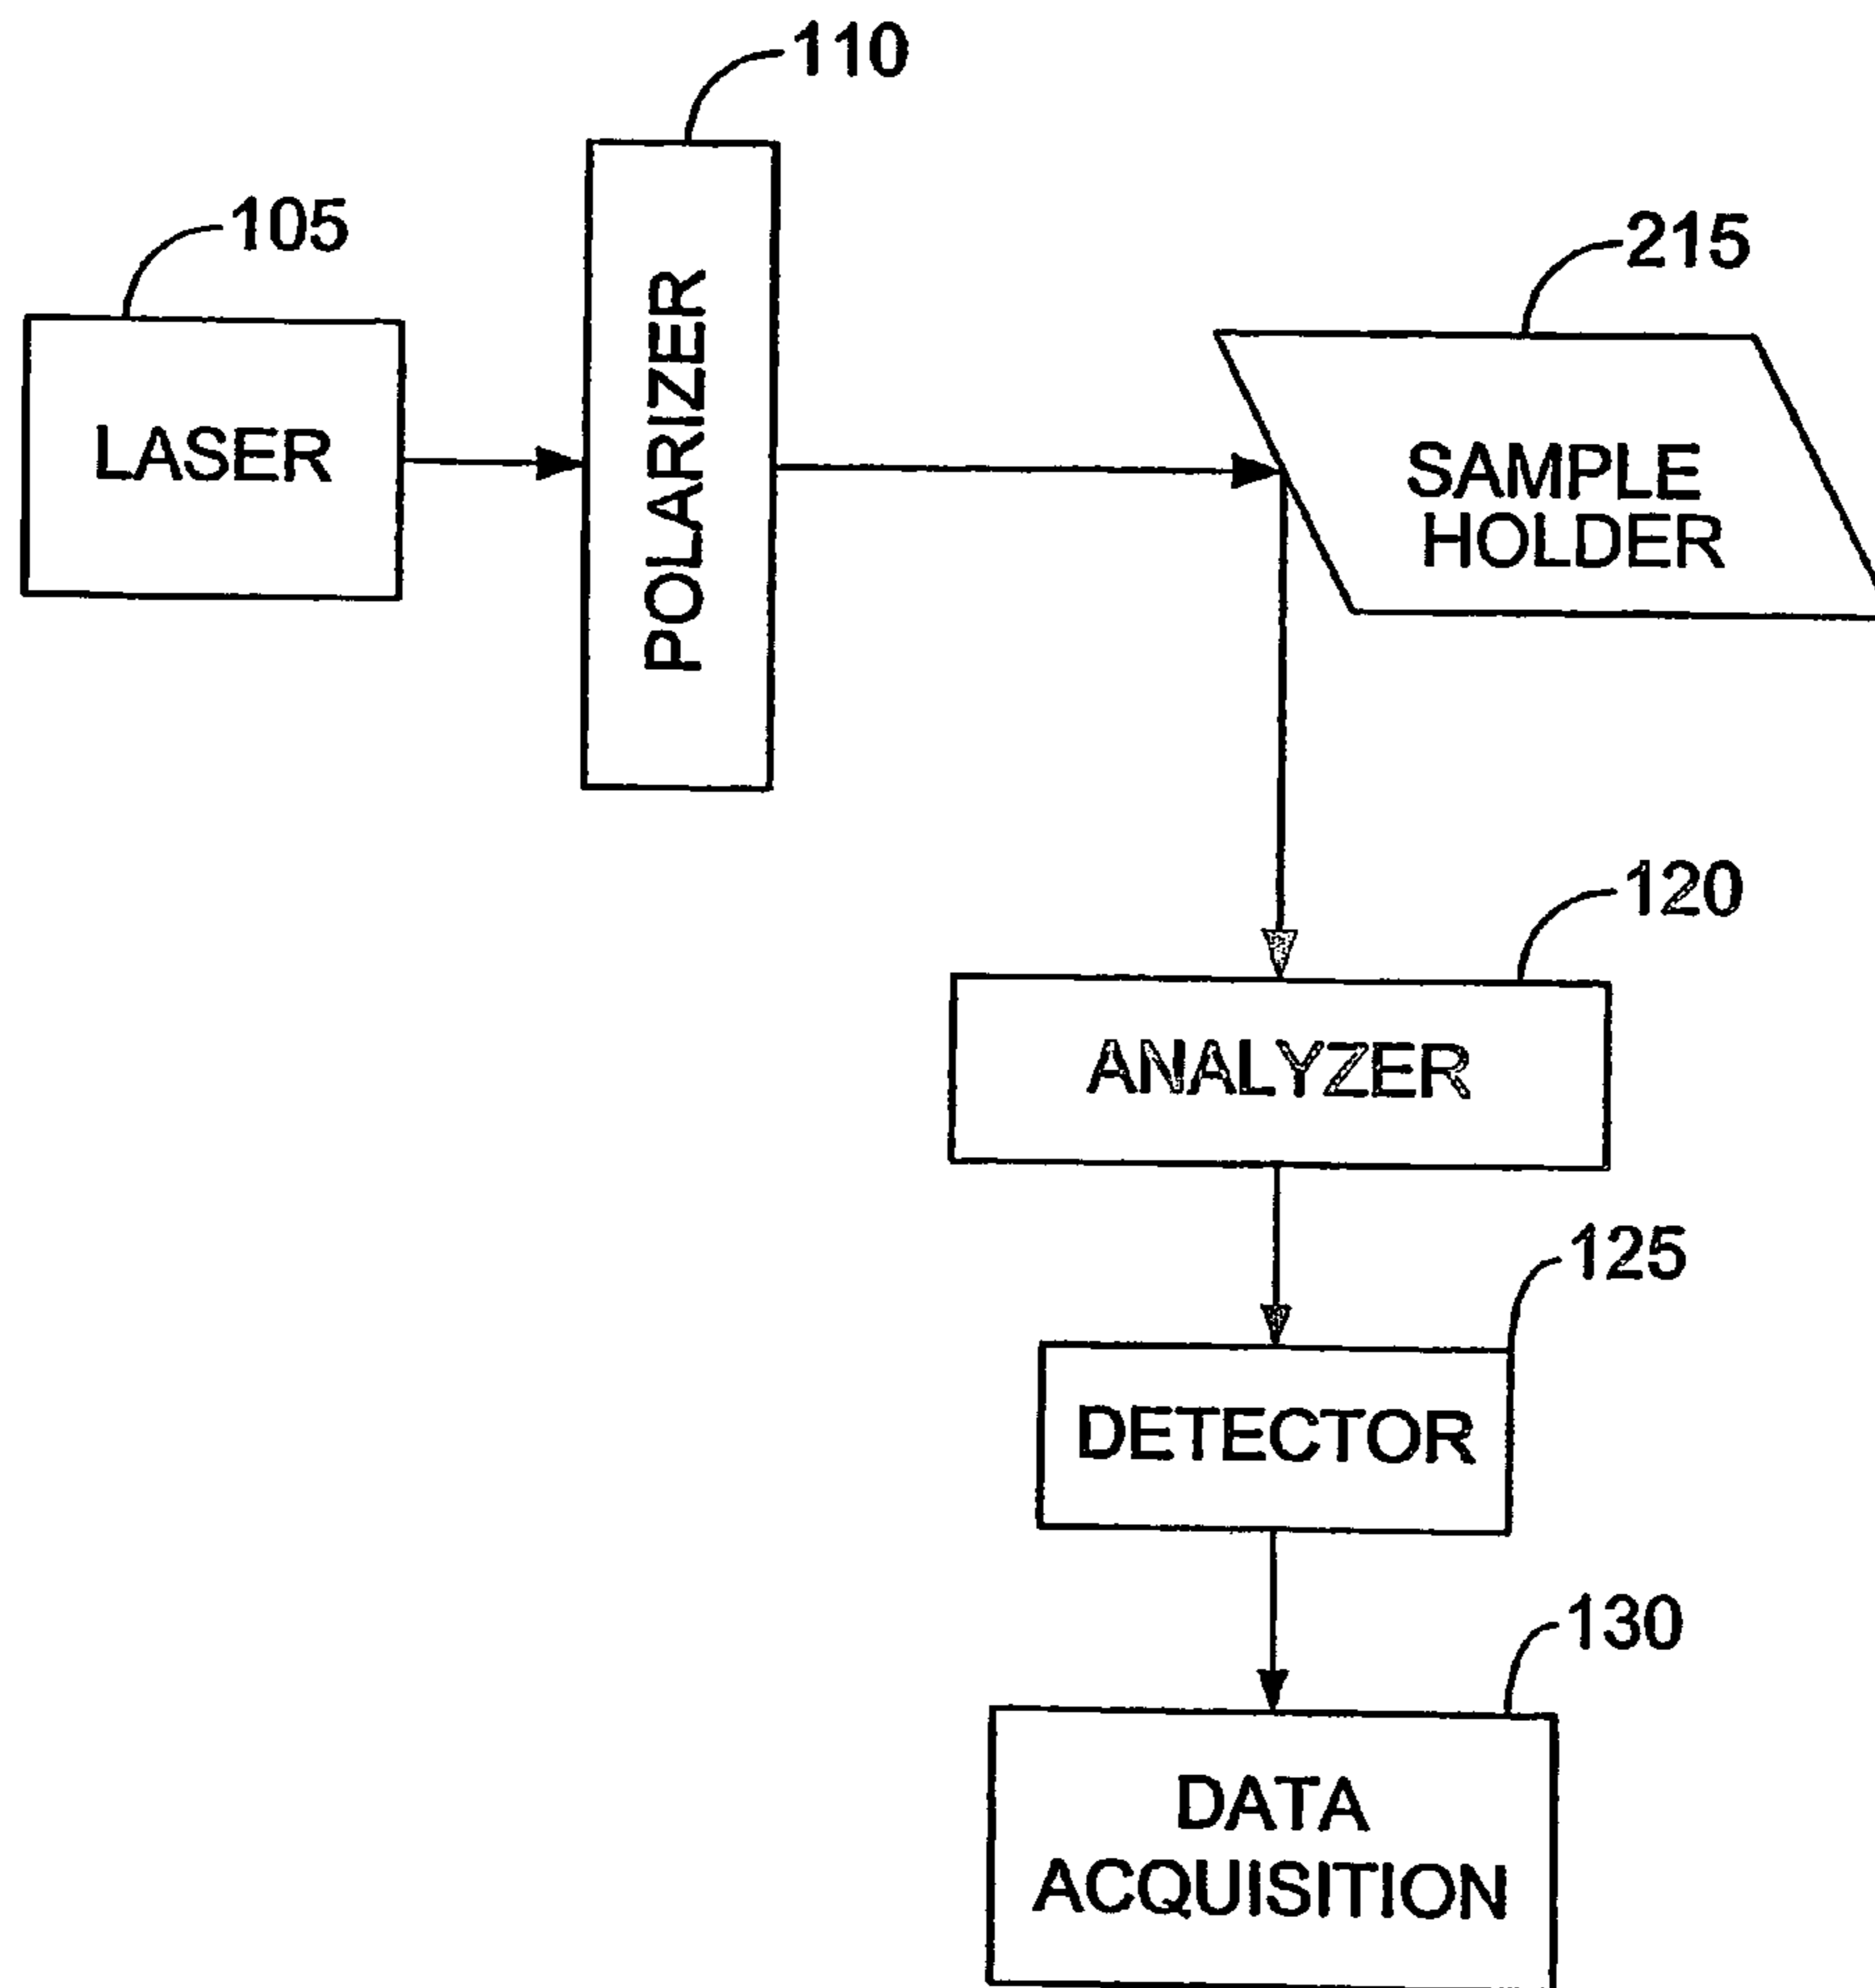 110
105
215
LASER
POLARIZER
SAMPLE
HOLDER
120
ANALYZER
125
DETECTOR
130
DATA
ACQUISITION